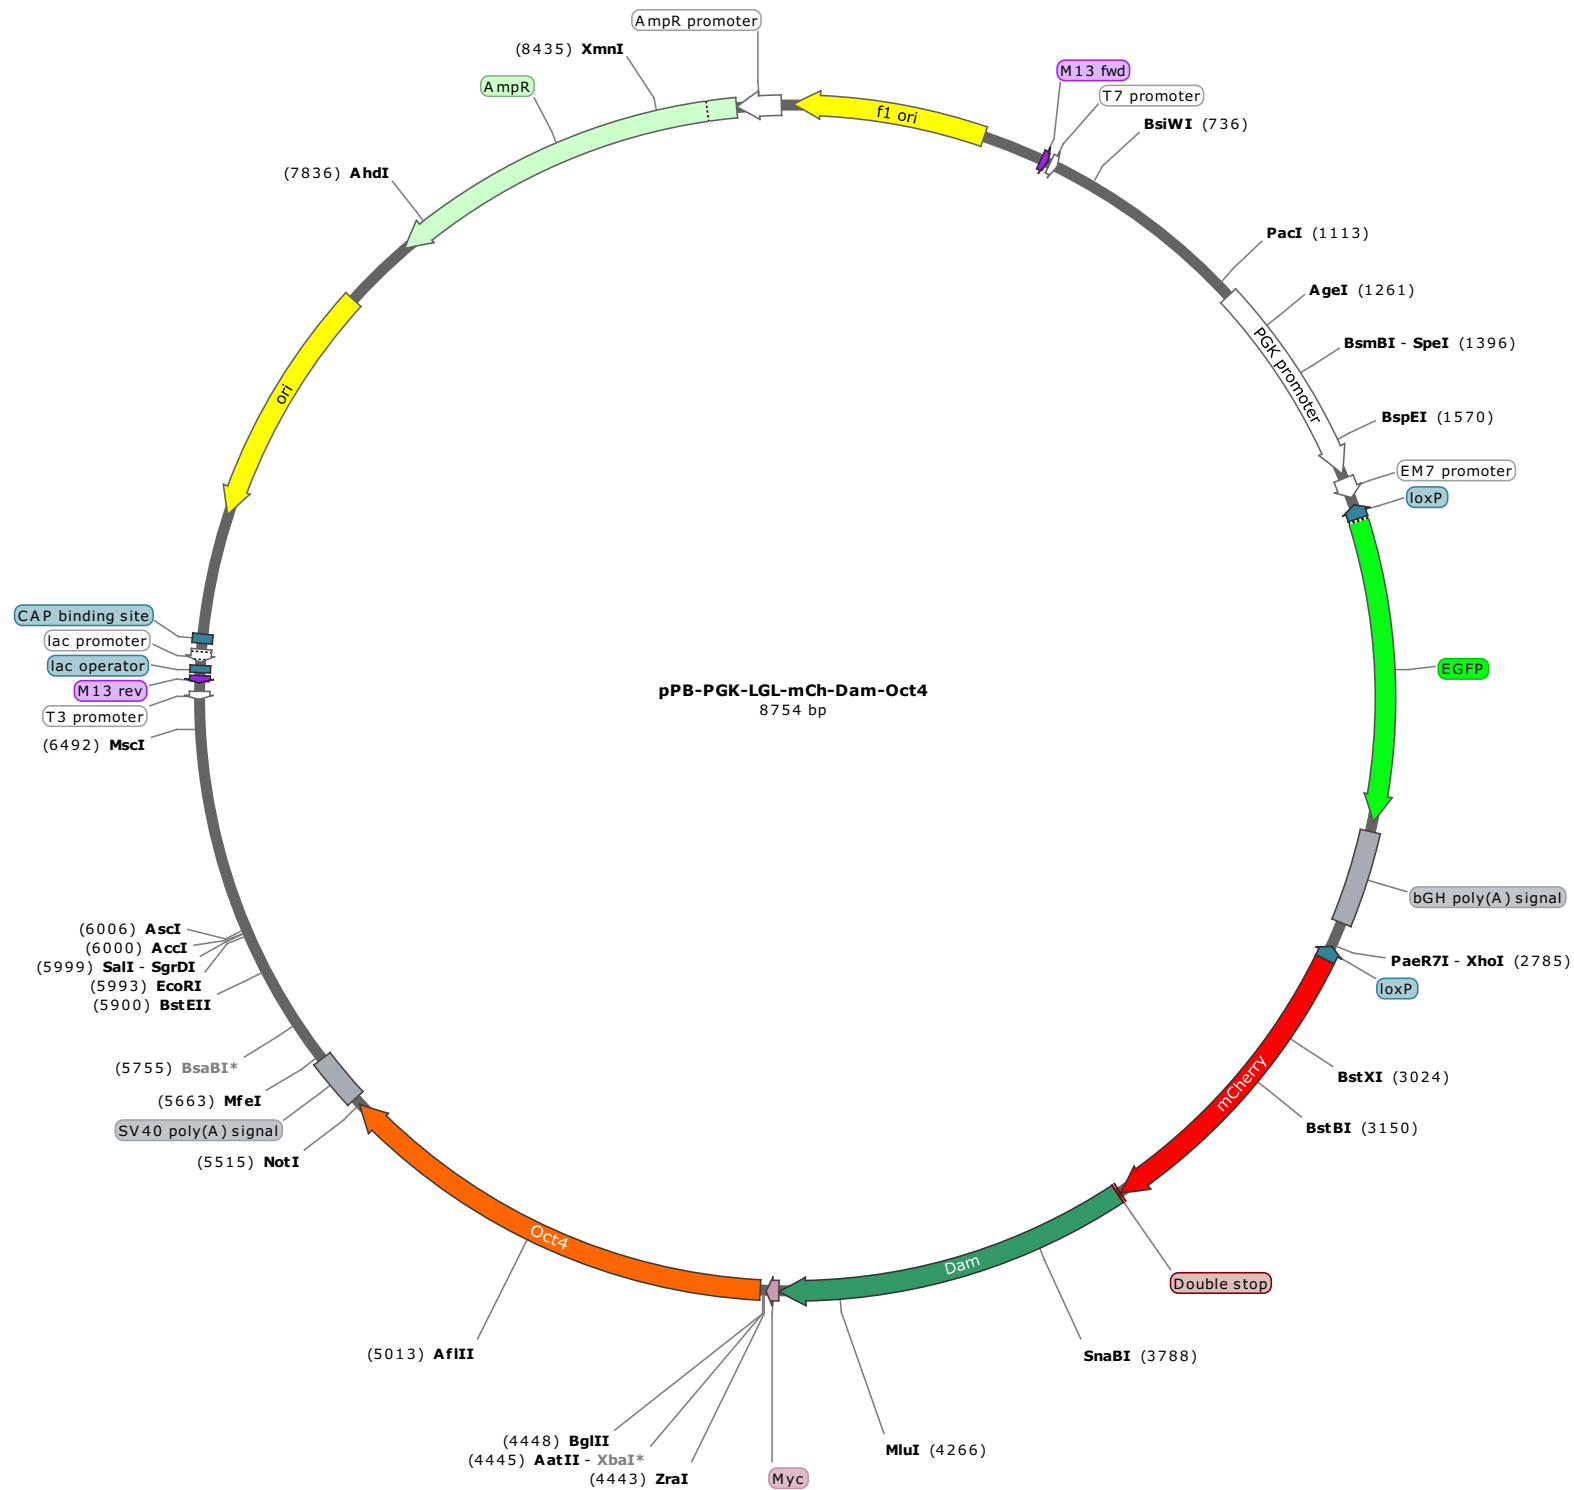 AmpR promoter
(8435) XmnI
M13 fwd
AmpR
T7 promoter
f1 ori
BsiWI (736)
(7836) AhdI
PacI (1113)
AgeI (1261)
BsmBI - SpeI (1396)
PGK promoter
ori
BspEI (1570)
EM7 promoter
loxP
CAP binding site
lac promoter
lac operator
EGFP
M13 rev
pPB-PGK-LGL-mCh-Dam-Oct4
8754 bp
T3 promoter
(6492) MscI
bGH poly(A) signal
(6006) AscI
(6000) AccI
PaeR7I - XhoI (2785)
(5999) SalI - SgrDI
(5993) EcoRI
loxP
(5900) BstEII
(5755) BsaBI*
BstXI (3024)
mCherry
(5663) MfeI
BstBI (3150)
SV40 poly(A) signal
(5515) NotI
Oct4
Dam
Double stop
(5013) AflII
SnaBI (3788)
(4448) BglII
MluI (4266)
(4445) AatII - XbaI*
(4443) ZraI
Myc